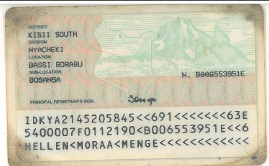 DISTRICT
KISII SOUTH
DIVISION
NYACHEKI
LOCATION
BASSI BORABU
SUB-LOCATION
BOSANSA
N. B006553951E
PRINCIPAL REGISTRAR'S SIGN.
IDKYA2145205845<<691<<<<<<63E
5400007F0112190<B006553951E<<6
HELLEN<MORAA<MENGE<<<<<<<<<<<<